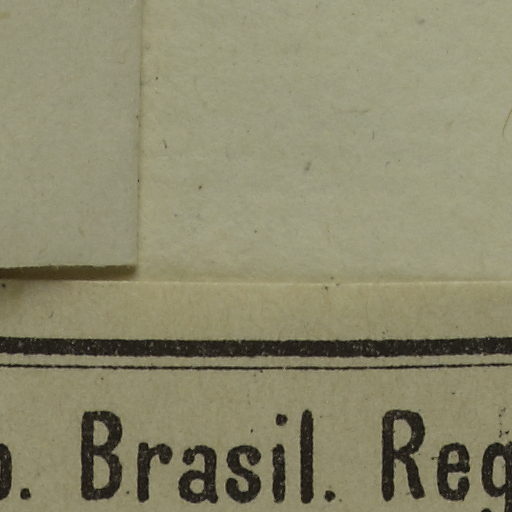 . Brasil. Reg